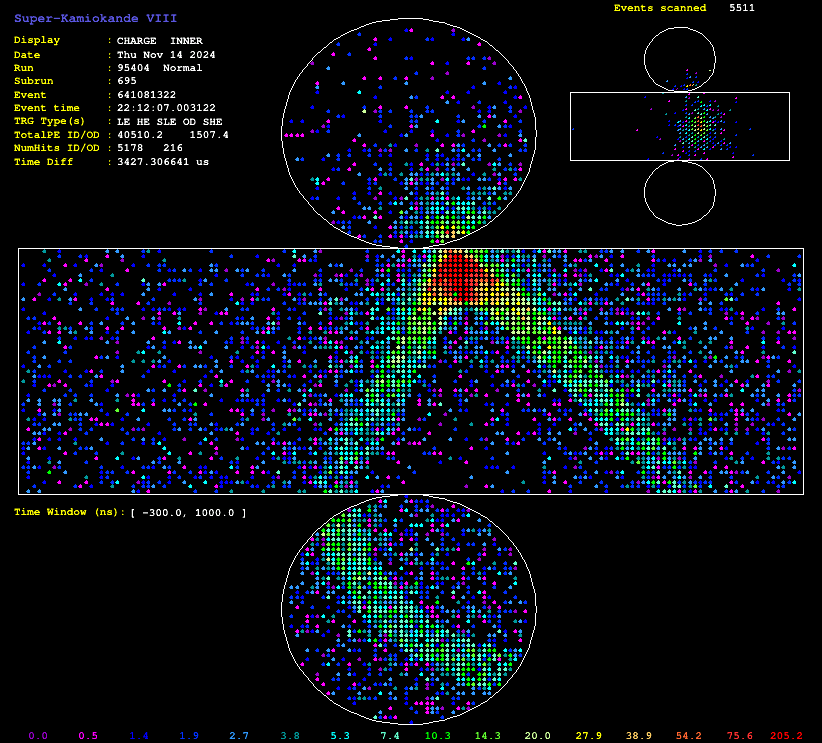 Super-Kamiokande VIII
Events scanned 5511
Display : CHARGE INNER
Date : Thu Nov 14 2024
Run : 95404 Normal
Subrun : 695
Event : 641081322
Event time : 22:12:07.003122
TRG Type(s) : LE HE SLE OD SHE
TotalPE ID/OD : 40510.2 1507.4
NumHits ID/OD : 5178 216
Time Diff : 3427.306641 us
Time Window (ns): [ -300.0, 1000.0 ]
0.0 0.5 1.4 1.9 2.7 3.8 5.3 7.4 10.3 14.3 20.0 27.9 38.9 54.2 75.6 205.2